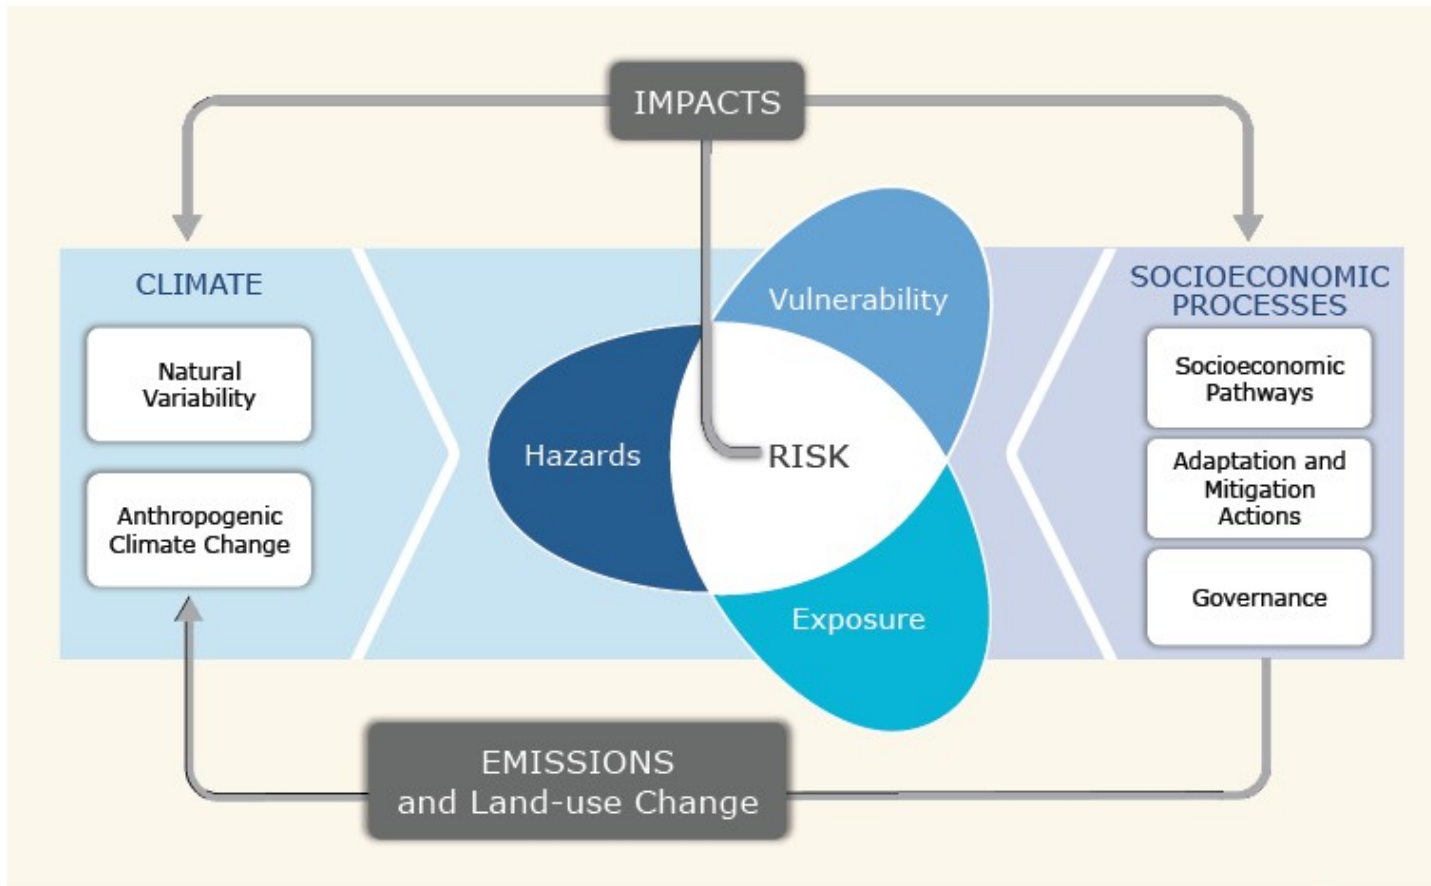 IMPACTS
CLIMATE
Natural
Variability
Anthropogenic
Climate Change
Vulnerability
Hazards
RISK
Exposure
SOCIOECONOMIC
PROCESSES
Socioeconomic
Pathways
Adaptation and
Mitigation
Actions
Governance
EMISSIONS
and Land-use Change